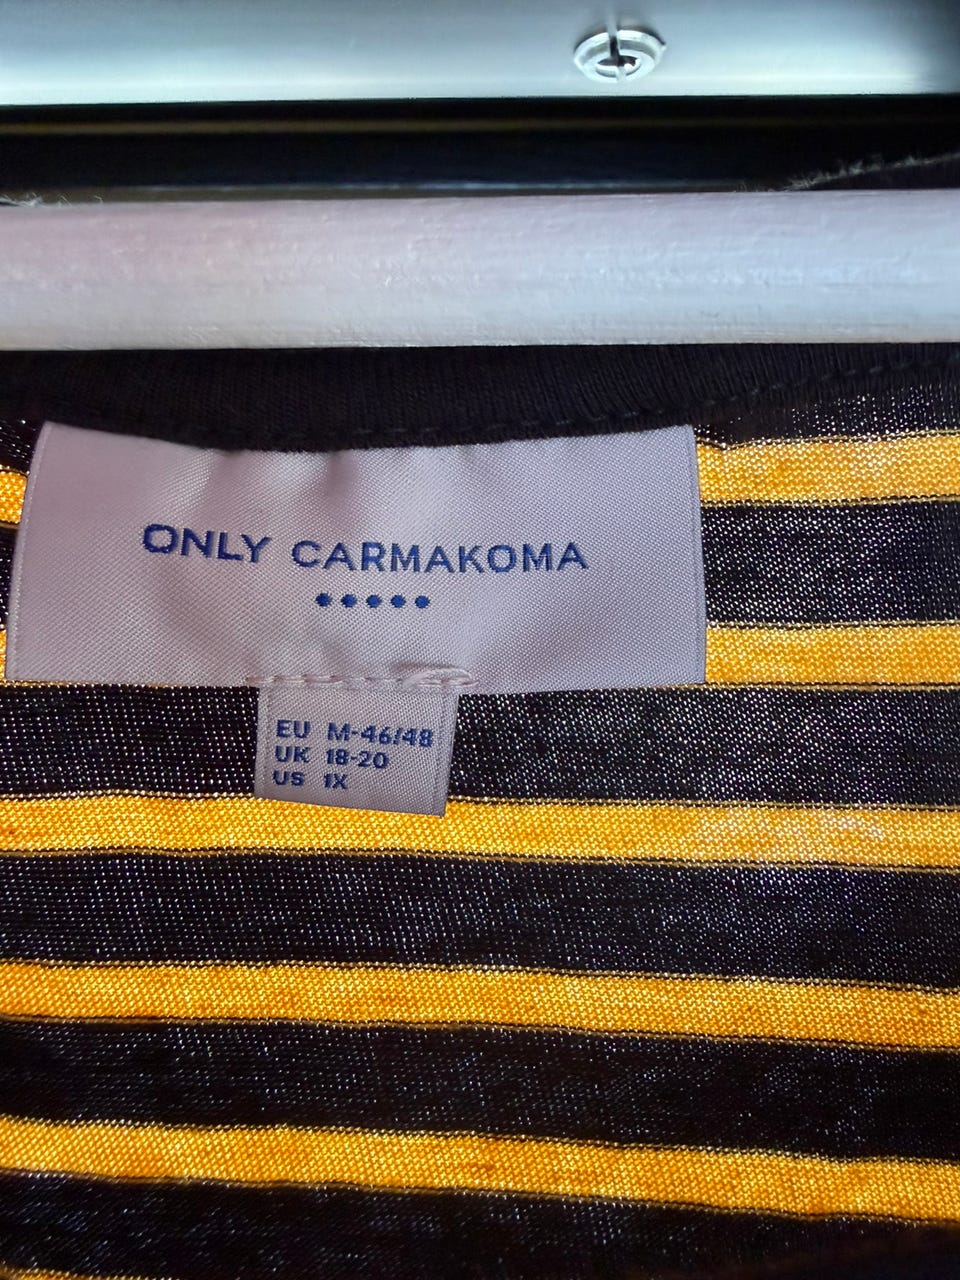 ONLY CARMAKOMA
EU M-46/48
UK 18-20
US 1X